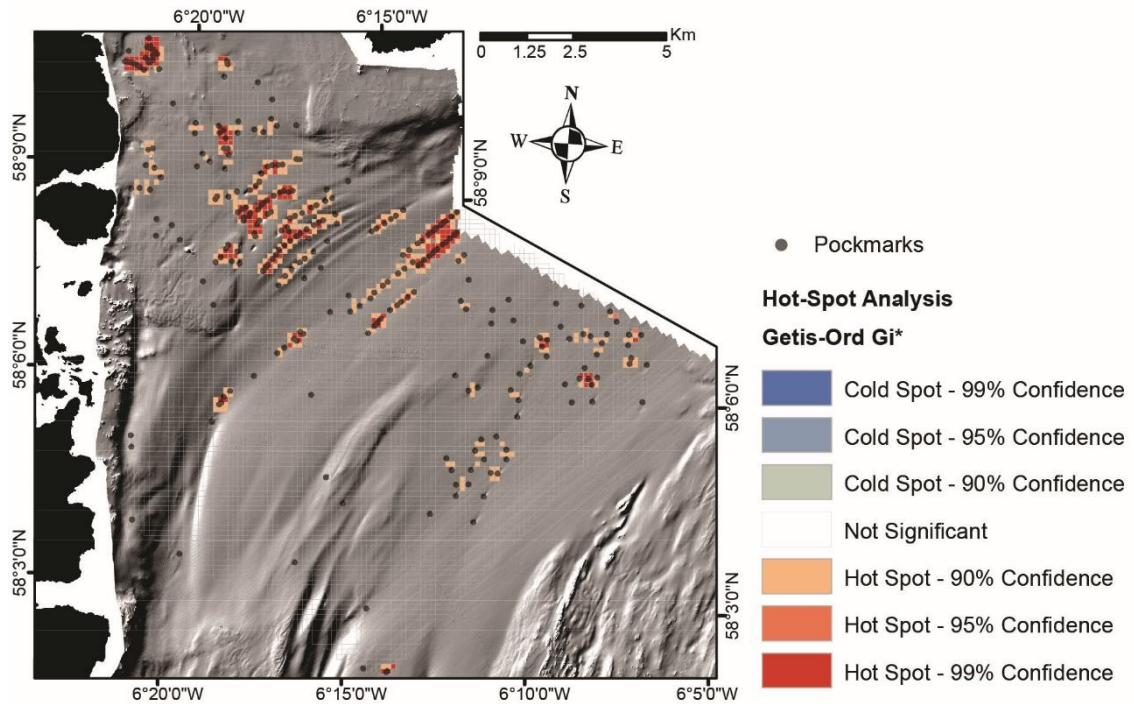 6°20'0"W 6°15'0"W
Km
0 1.25 2.5 5
N
W E
S
58°9'0"N
58°9'0"N
58°6'0"N
58°6'0"N
58°3'0"N
58°3'0"N
6°20'0"W 6°15'0"W 6°10'0"W 6°5'0"W
Pockmarks
Hot-Spot Analysis
Getis-Ord Gi*
Cold Spot - 99% Confidence
Cold Spot - 95% Confidence
Cold Spot - 90% Confidence
Not Significant
Hot Spot - 90% Confidence
Hot Spot - 95% Confidence
Hot Spot - 99% Confidence